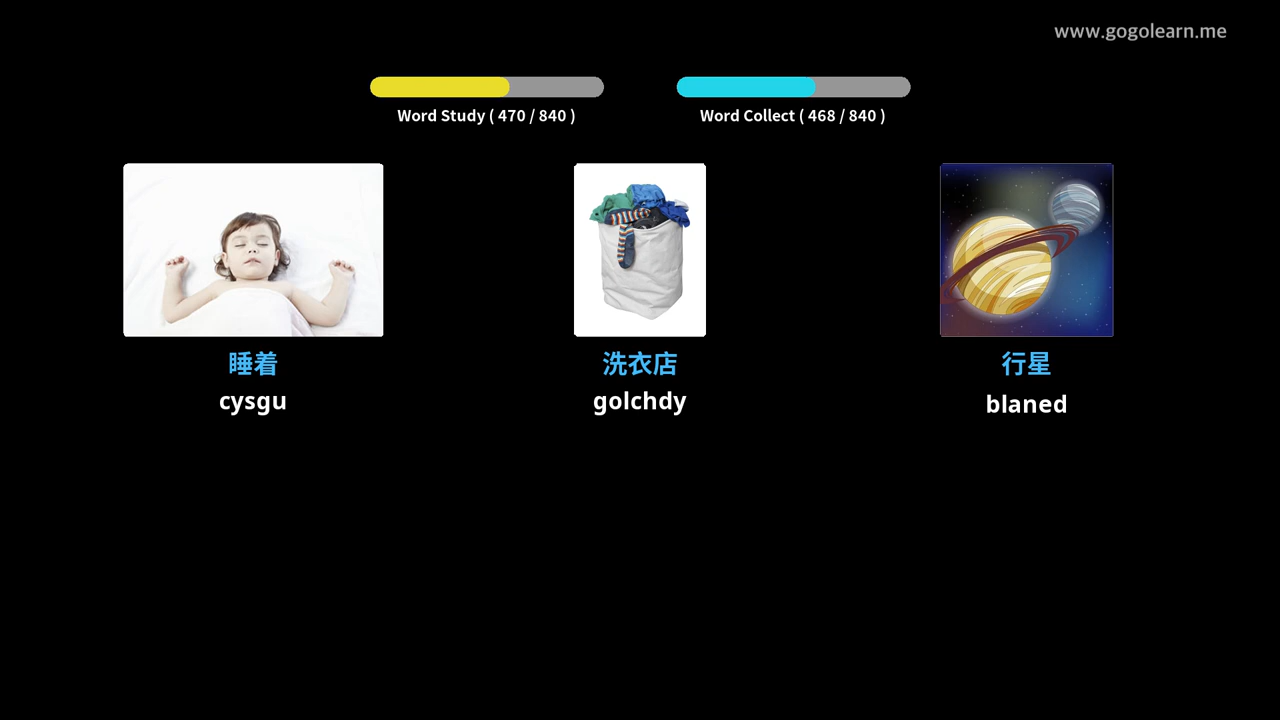 www.gogolearn.me
Word Study ( 470 / 840 )
Word Collect ( 468 / 840 )
睡着
洗衣店
行星
cysgu
golchdy
blaned